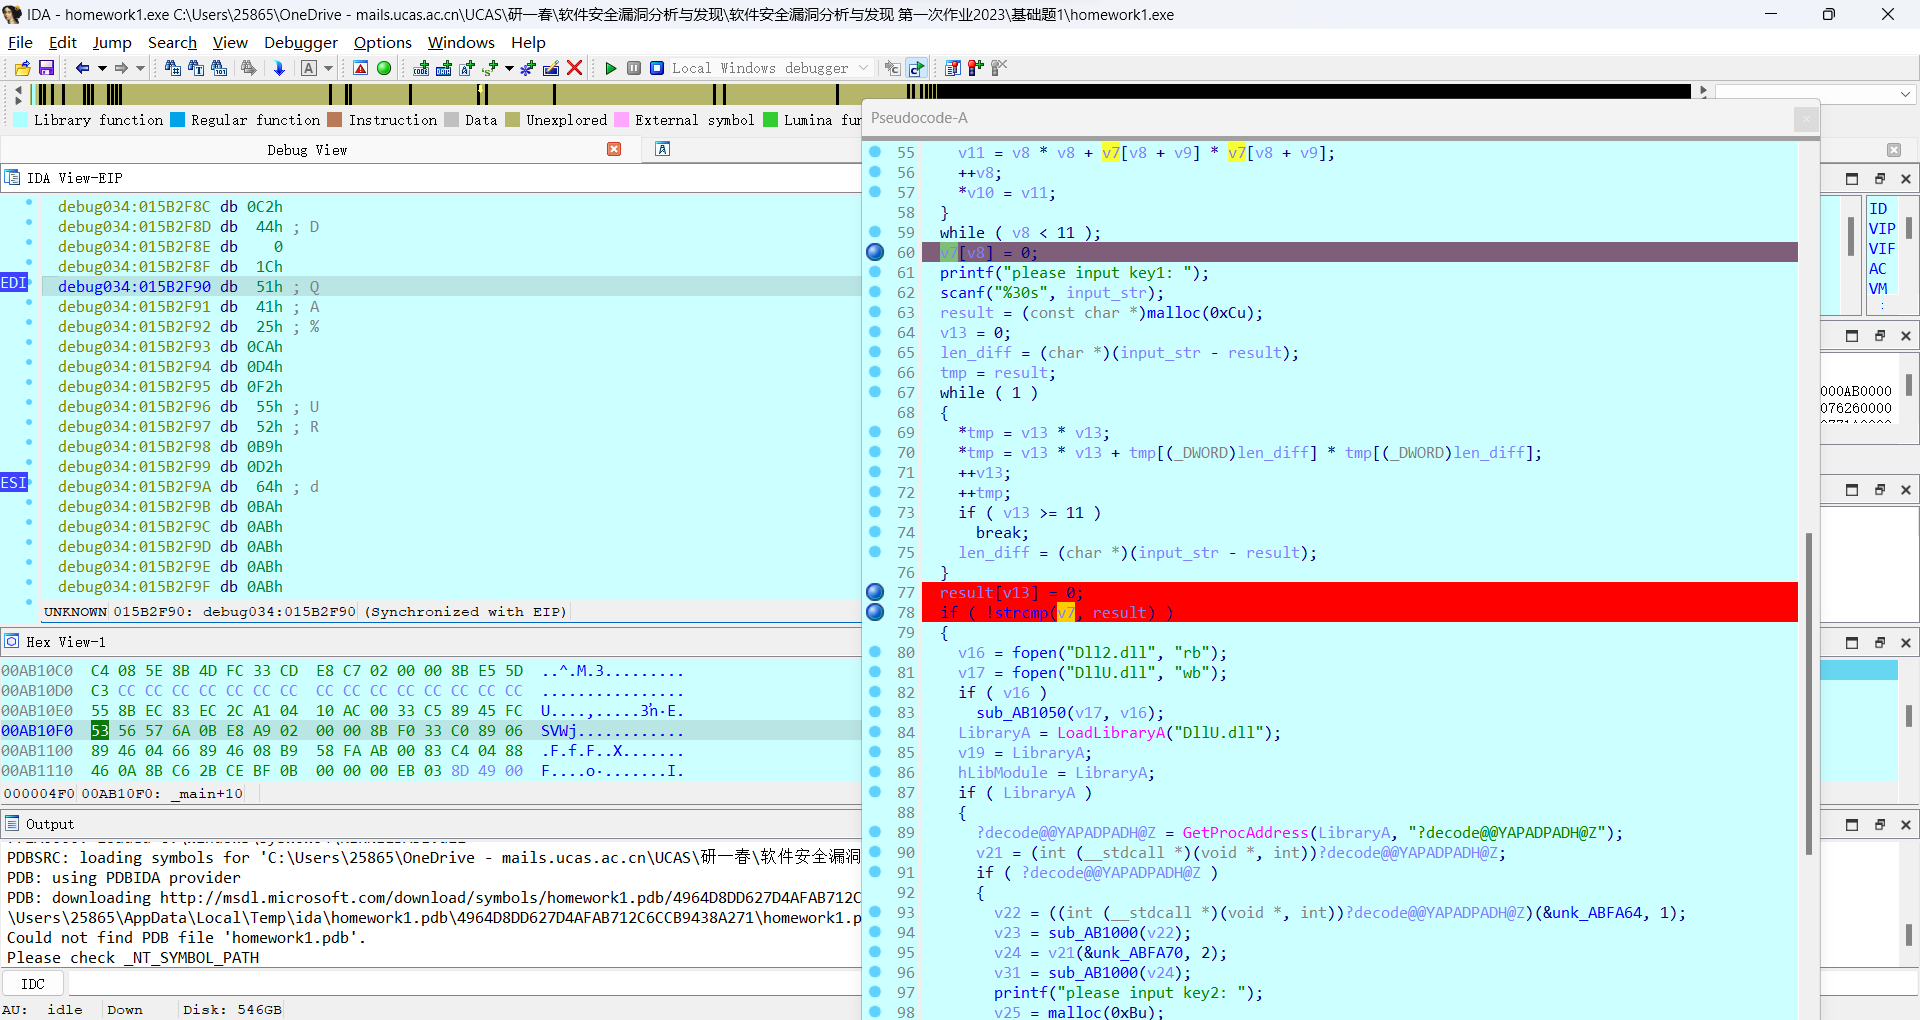 IDA - homework1.exe C:\Users\25865\OneDrive - mails.ucas.ac.cn\UCAS\研一春\软件安全漏洞分析与发现\软件安全漏洞分析与发现 第一次作业2023\基础题1\homework1.exe
File Edit Jump Search View Debugger Options Windows Help
Local Windows debugger
Library function Regular function Instruction Data Unexplored External symbol Lumina fun
Debug View
IDA View-EIP
debug034:015B2F8C db 0C2h
debug034:015B2F8D db 44h ; D
debug034:015B2F8E db 0
debug034:015B2F8F db 1Ch
EDI debug034:015B2F90 db 51h ; Q
debug034:015B2F91 db 41h ; A
debug034:015B2F92 db 25h ; %
debug034:015B2F93 db 0CAh
debug034:015B2F94 db 0D4h
debug034:015B2F95 db 0F2h
debug034:015B2F96 db 55h ; U
debug034:015B2F97 db 52h ; R
debug034:015B2F98 db 0B9h
debug034:015B2F99 db 0D2h
ESI debug034:015B2F9A db 64h ; d
debug034:015B2F9B db 0BAh
debug034:015B2F9C db 0ABh
debug034:015B2F9D db 0ABh
debug034:015B2F9E db 0ABh
debug034:015B2F9F db 0ABh
UNKNOWN 015B2F90: debug034:015B2F90 (Synchronized with EIP)
Hex View-1
00AB10C0 C4 08 5E 8B 4D FC 33 CD E8 C7 02 00 00 8B E5 5D ..^.M.3.........
00AB10D0 C3 CC CC CC CC CC CC CC CC CC CC CC CC CC CC CC ................
00AB10E0 55 8B EC 83 EC 2C A1 04 10 AC 00 33 C5 89 45 FC
00AB10F0 53 56 57 6A 0B E8 A9 02 00 00 8B F0 33 C0 89 06 SVWj............
00AB1100 89 46 04 66 89 46 08 B9 58 FA AB 00 83 C4 04 88 .F.f.F..X.......
00AB1110 46 0A 8B C6 2B CE BF 0B 00 00 00 EB 03 8D 49 00
000004F0 00AB10F0: _main+10
Output
PDBSRC: loading symbols for 'C:\Users\25865\OneDrive - mails.ucas.ac.cn\UCAS\研一春\软件安全漏洞
PDB: using PDBIDA provider
PDB: downloading http://msdl.microsoft.com/download/symbols/homework1.pdb/4964D8DD627D4AFAB712C
\Users\25865\AppData\Local\Temp\ida\homework1.pdb\4964D8DD627D4AFAB712C6CCB9438A271\homework1.p
Could not find PDB file 'homework1.pdb'.
Please check _NT_SYMBOL_PATH
IDC
AU: idle Down Disk: 546GB
Pseudocode-A
55 v11 = v8 * v8 + v7[v8 + v9] * v7[v8 + v9];
56 ++v8;
57 *v10 = v11;
58 }
59 while ( v8 < 11 );
60 v7[v8] = 0;
61 printf("please input key1: ");
62 scanf("%30s", input_str);
63 result = (const char *)malloc(0xCu);
64 v13 = 0;
65 len_diff = (char *)(input_str - result);
66 tmp = result;
67 while ( 1 )
68 {
69 *tmp = v13 * v13;
70 *tmp = v13 * v13 + tmp[(_DWORD)len_diff] * tmp[(_DWORD)len_diff];
71 ++v13;
72 ++tmp;
73 if ( v13 >= 11 )
74 break;
75 len_diff = (char *)(input_str - result);
76 }
77 result[v13] = 0;
78 if ( !strcmp(v7, result) )
79 {
80 v16 = fopen("Dll2.dll", "rb");
81 v17 = fopen("DllU.dll", "wb");
82 if ( v16 )
83 sub_AB1050(v17, v16);
84 LibraryA = LoadLibraryA("DllU.dll");
85 v19 = LibraryA;
86 hLibModule = LibraryA;
87 if ( LibraryA )
88 {
89 ?decode@@YAPADPADH@Z = GetProcAddress(LibraryA, "?decode@@YAPADPADH@Z");
90 v21 = (int (__stdcall *)(void *, int))?decode@@YAPADPADH@Z;
91 if ( ?decode@@YAPADPADH@Z )
92 {
93 v22 = ((int (__stdcall *)(void *, int))?decode@@YAPADPADH@Z)(&unk_ABFA64, 1);
94 v23 = sub_AB1000(v22);
95 v24 = v21(&unk_ABFA70, 2);
96 v31 = sub_AB1000(v24);
97 printf("please input key2: ");
98 v25 = malloc(0xBu);
ID
VIP
VIF
AC
VM
000AB0000
076260000